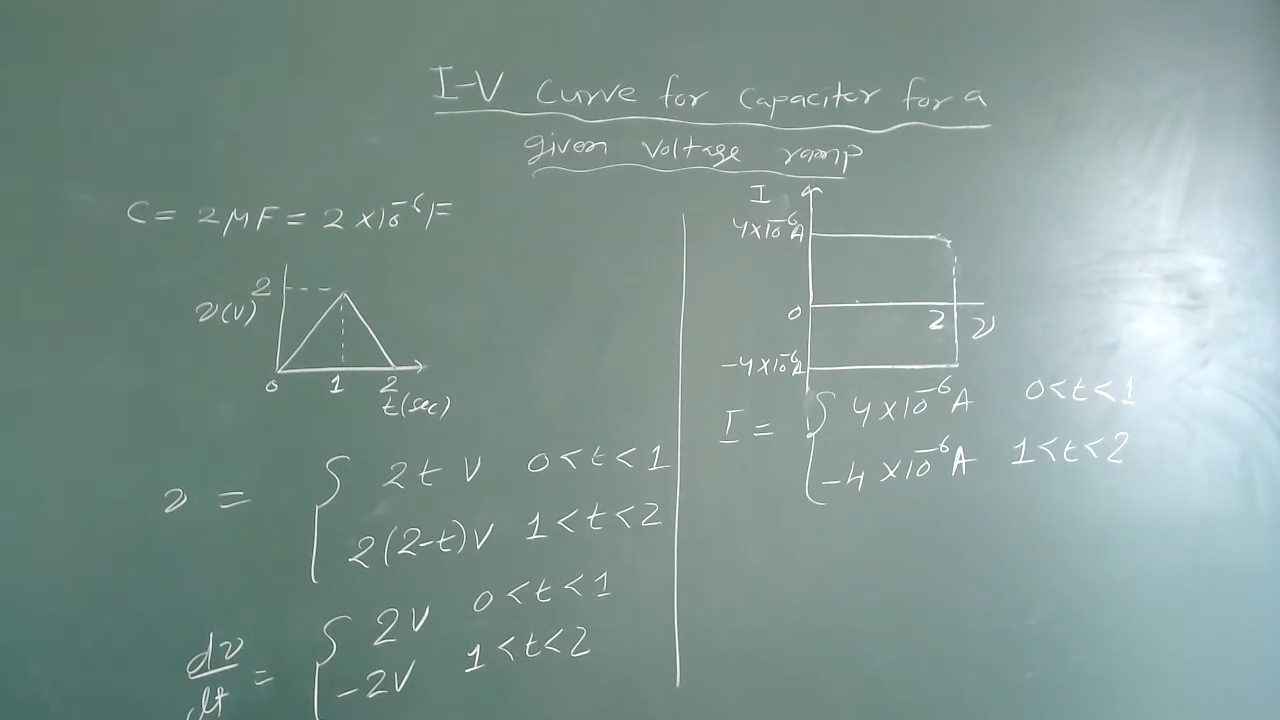 I-V Curve for Capacitor for a
given voltage ramp
C = 2μF = 2×10⁻⁶F
2
v(v)
0 1 2
t(sec)
v = { 2t V 0<t<1
2(2-t)V 1<t<2
dv/dt = { 2V 0<t<1
-2V 1<t<2
I
4×10⁻⁶A
0 2 v
-4×10⁻⁶A
I = { 4×10⁻⁶A 0<t<1
-4×10⁻⁶A 1<t<2